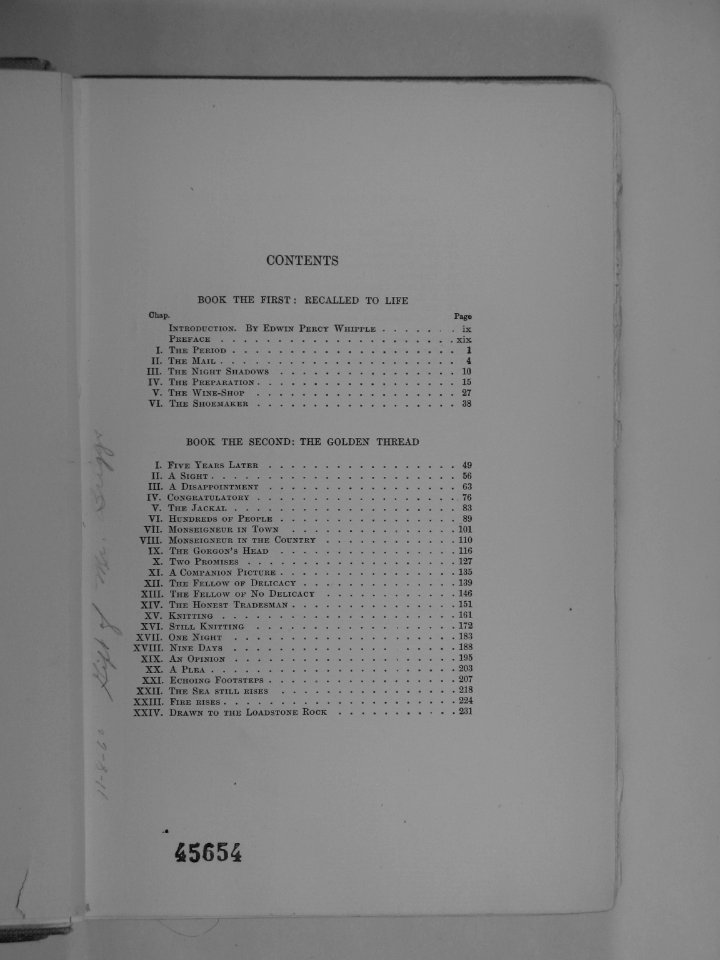 CONTENTS
BOOK THE FIRST: RECALLED TO LIFE
Chap. Page
INTRODUCTION. BY EDWIN PERCY WHIPPLE . . . . . . . ix
PREFACE . . . . . . . . . . . . . . . . . . . . xix
I. THE PERIOD . . . . . . . . . . . . . . . . . . . 1
II. THE MAIL . . . . . . . . . . . . . . . . . . . . 4
III. THE NIGHT SHADOWS . . . . . . . . . . . . . . . 10
IV. THE PREPARATION . . . . . . . . . . . . . . . . . 15
V. THE WINE-SHOP . . . . . . . . . . . . . . . . . 27
VI. THE SHOEMAKER . . . . . . . . . . . . . . . . . 38
BOOK THE SECOND: THE GOLDEN THREAD
I. FIVE YEARS LATER . . . . . . . . . . . . . . . . 49
II. A SIGHT . . . . . . . . . . . . . . . . . . . . . 56
III. A DISAPPOINTMENT . . . . . . . . . . . . . . . . 63
IV. CONGRATULATORY . . . . . . . . . . . . . . . . . 76
V. THE JACKAL . . . . . . . . . . . . . . . . . . . 83
VI. HUNDREDS OF PEOPLE . . . . . . . . . . . . . . . 89
VII. MONSEIGNEUR IN TOWN . . . . . . . . . . . . . . 101
VIII. MONSEIGNEUR IN THE COUNTRY . . . . . . . . . . . 110
IX. THE GORGON'S HEAD . . . . . . . . . . . . . . . 116
X. TWO PROMISES . . . . . . . . . . . . . . . . . . 127
XI. A COMPANION PICTURE . . . . . . . . . . . . . . . 135
XII. THE FELLOW OF DELICACY . . . . . . . . . . . . . 139
XIII. THE FELLOW OF NO DELICACY . . . . . . . . . . . 146
XIV. THE HONEST TRADESMAN . . . . . . . . . . . . . . 151
XV. KNITTING . . . . . . . . . . . . . . . . . . . . 161
XVI. STILL KNITTING . . . . . . . . . . . . . . . . . 172
XVII. ONE NIGHT . . . . . . . . . . . . . . . . . . . 183
XVIII. NINE DAYS . . . . . . . . . . . . . . . . . . . 188
XIX. AN OPINION . . . . . . . . . . . . . . . . . . . 195
XX. A PLEA . . . . . . . . . . . . . . . . . . . . . 203
XXI. ECHOING FOOTSTEPS . . . . . . . . . . . . . . . . 207
XXII. THE SEA STILL RISES . . . . . . . . . . . . . . . 218
XXIII. FIRE RISES . . . . . . . . . . . . . . . . . . . . 224
XXIV. DRAWN TO THE LOADSTONE ROCK . . . . . . . . . . . 231
45654
Gift of Mr.
11-8-60